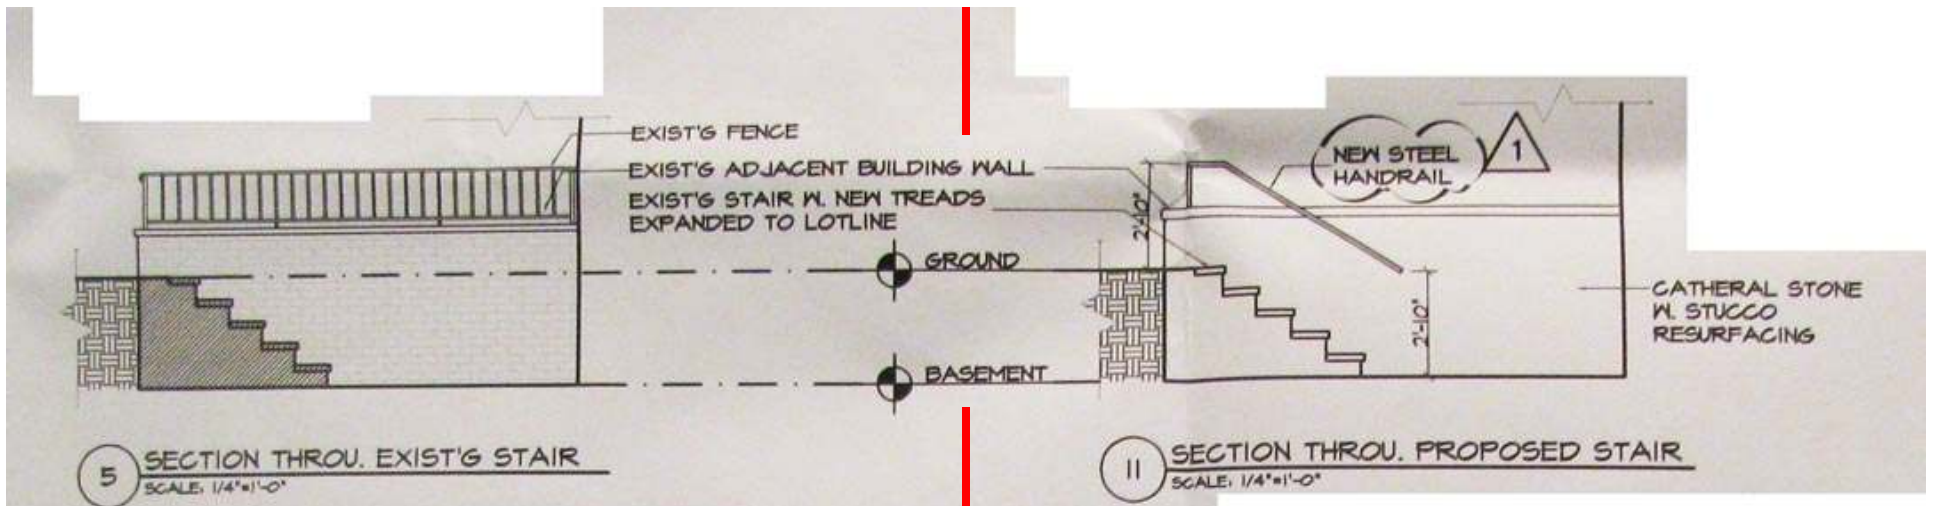 EXIST'G FENCE
EXIST'G ADJACENT BUILDING WALL
EXIST'G STAIR W. NEW TREADS
EXPANDED TO LOTLINE
GROUND
BASEMENT
5
SECTION THROU. EXIST'G STAIR
SCALE: 1/4"=1'-0"
NEW STEEL
HANDRAIL
1
2'-10"
2'-10"
CATHERAL STONE
W. STUCCO
RESURFACING
11
SECTION THROU. PROPOSED STAIR
SCALE: 1/4"=1'-0"